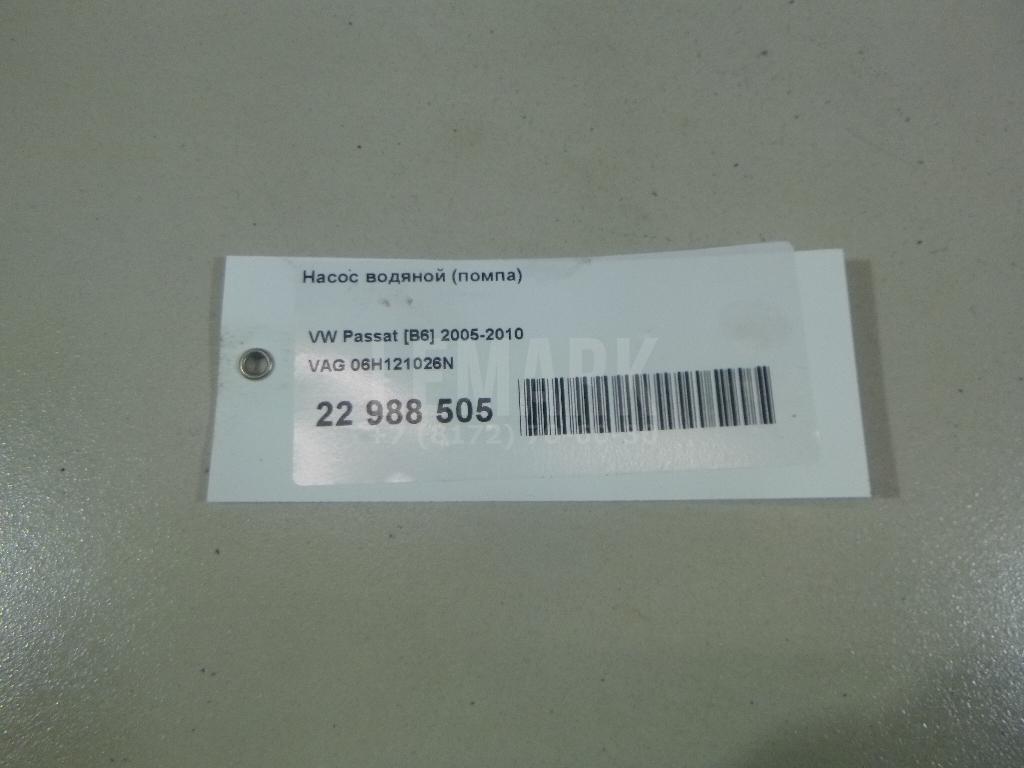 Насос водяной (помпа)
VW Passat [B6] 2005-2010
VAG 06H121026N
22 988 505